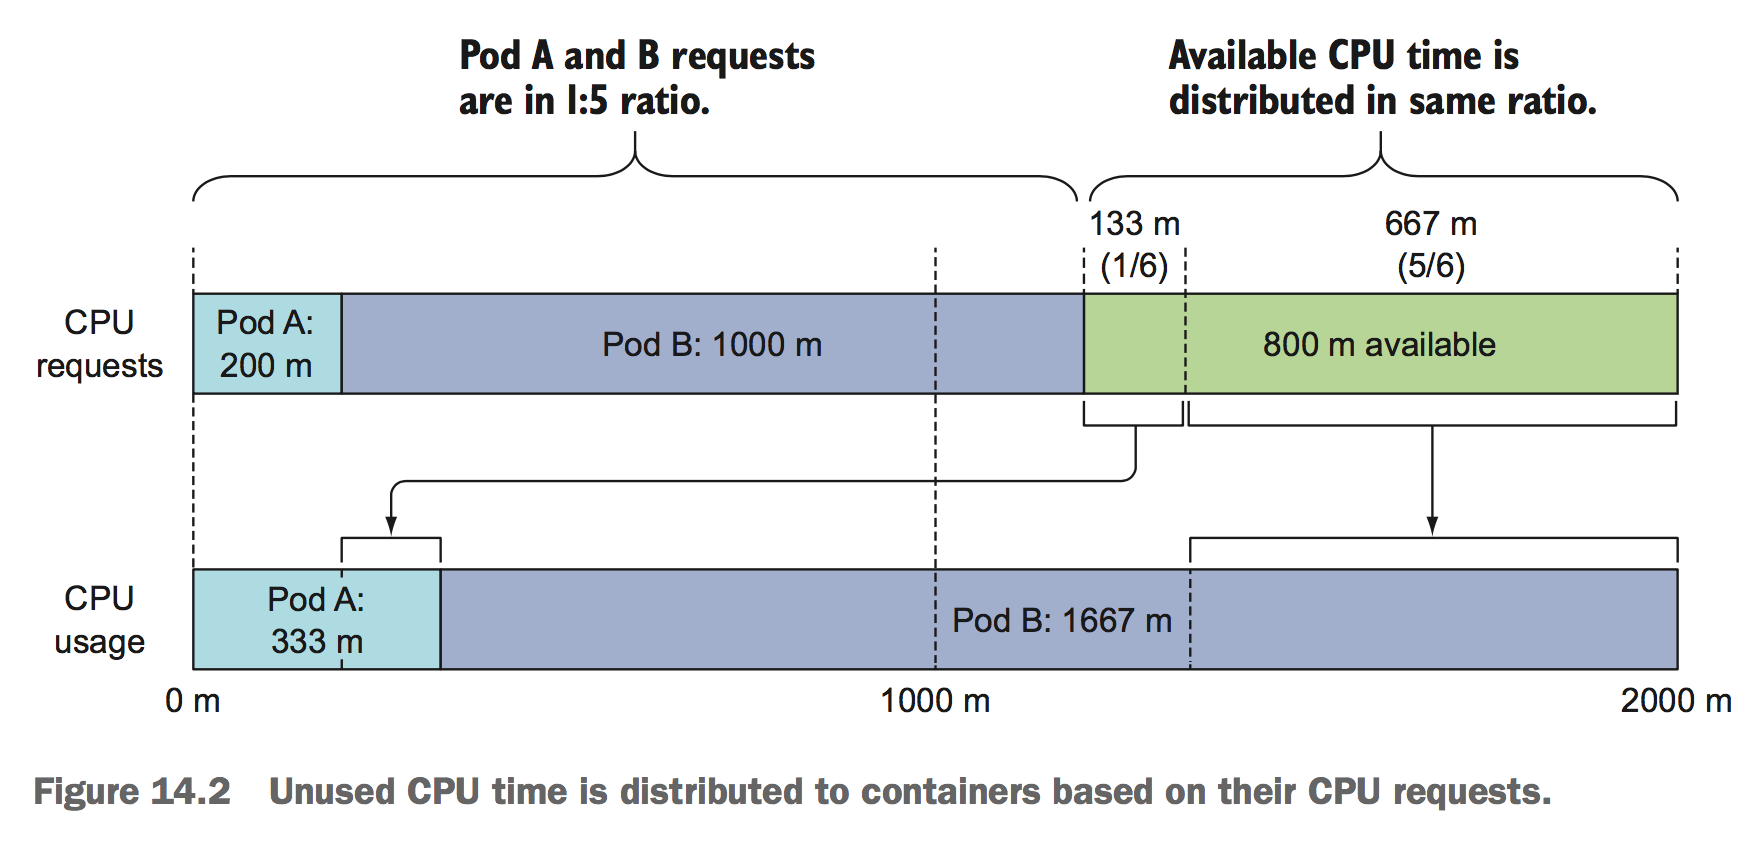 Pod A and B requests
are in 1:5 ratio.
Available CPU time is
distributed in same ratio.
133 m
(1/6)
667 m
(5/6)
CPU
requests
Pod A:
200 m
Pod B: 1000 m
800 m available
CPU
usage
Pod A:
333 m
Pod B: 1667 m
0 m
1000 m
2000 m
Figure 14.2 Unused CPU time is distributed to containers based on their CPU requests.